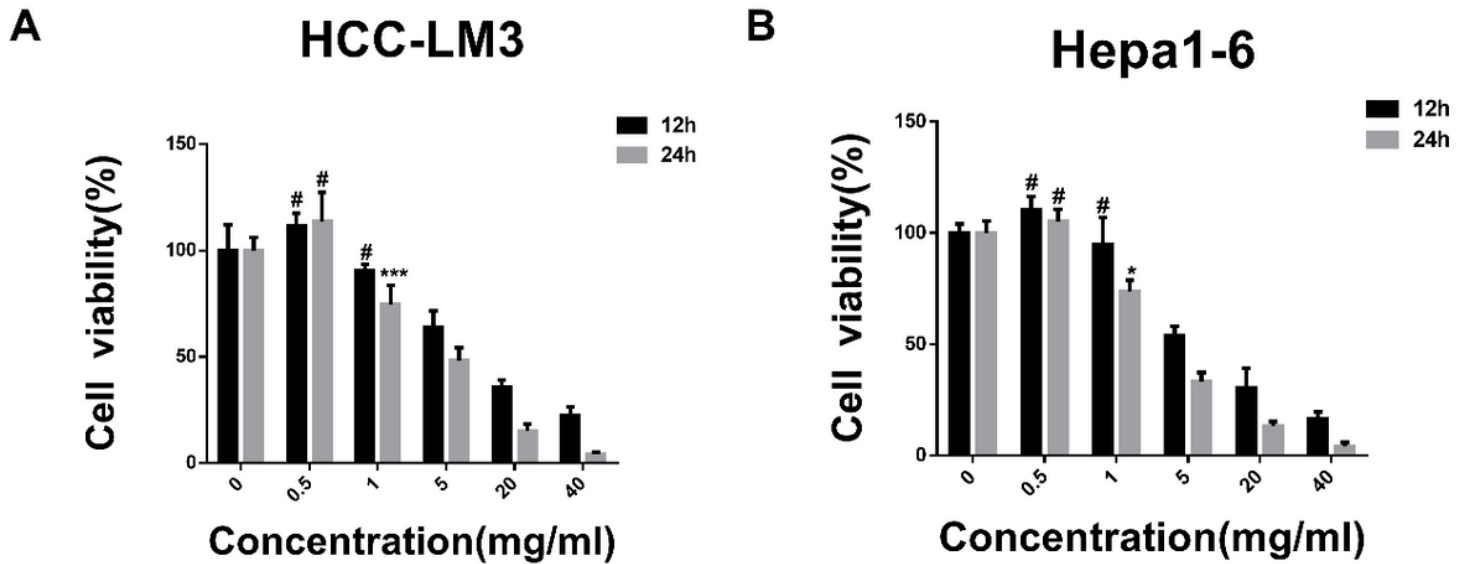 A
HCC-LM3
12h
24h
Cell viability(%)
150
100
50
0
#
#
#
***
0
0.5
1
5
20
40
Concentration(mg/ml)
B
Hepa1-6
12h
24h
Cell viability(%)
150
100
50
0
#
#
#
*
0
0.5
1
5
20
40
Concentration(mg/ml)